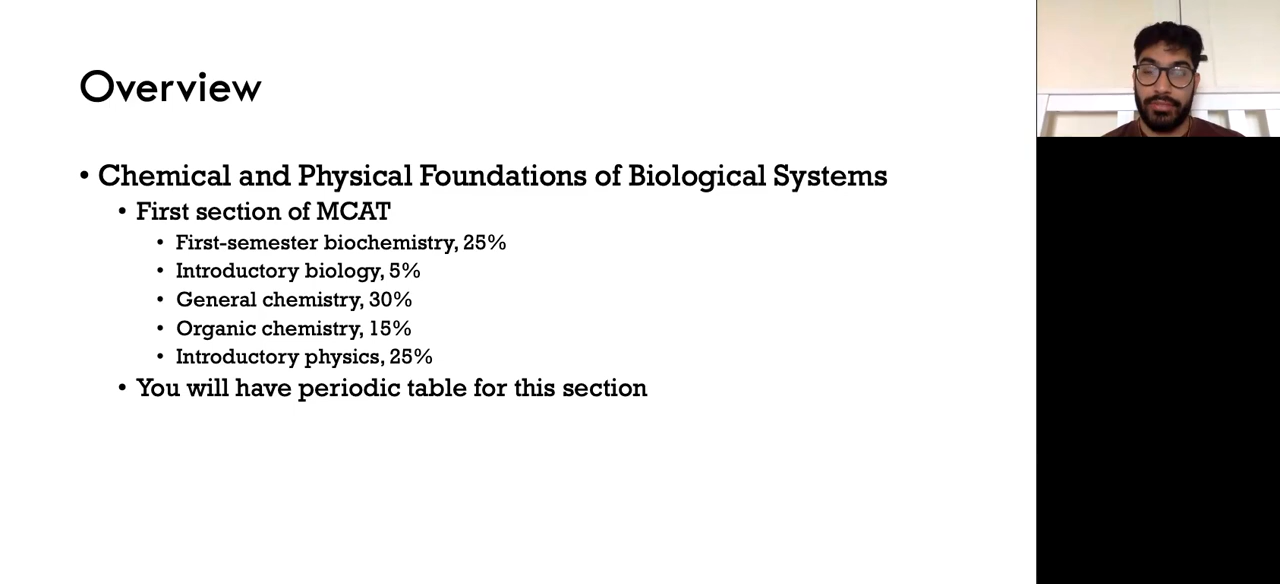 Overview
• Chemical and Physical Foundations of Biological Systems
• First section of MCAT
• First-semester biochemistry, 25%
• Introductory biology, 5%
• General chemistry, 30%
• Organic chemistry, 15%
• Introductory physics, 25%
• You will have periodic table for this section